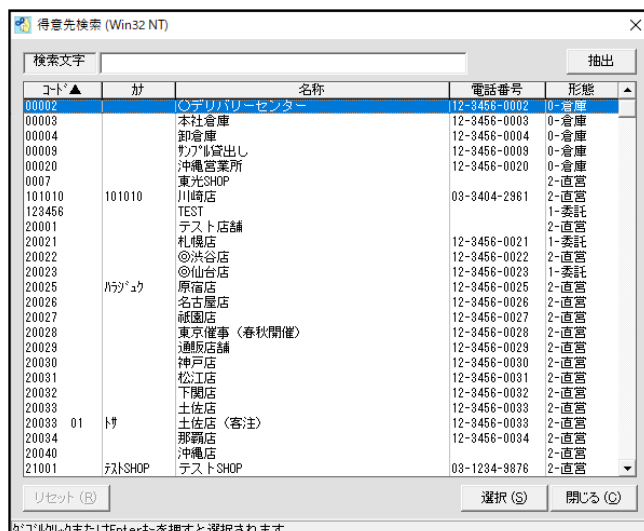 得意先検索 (Win32 NT)
検索文字
抽出
ｺｰﾄﾞ▲ ｶﾅ 名称 電話番号 形態
00002 〇デリバリーセンター 12-3456-0002 0-倉庫
00003 本社倉庫 12-3456-0003 0-倉庫
00004 卸倉庫 12-3456-0004 0-倉庫
00009 ｻﾝﾌﾟﾙ貸出し 12-3456-0009 0-倉庫
00020 沖縄営業所 12-3456-0020 0-倉庫
0007 東光SHOP 2-直営
101010 101010 川崎店 03-3404-2961 2-直営
123456 TEST 1-委託
20001 テスト店舗 2-直営
20021 札幌店 12-3456-0021 1-委託
20022 ◎渋谷店 12-3456-0022 2-直営
20023 ◎仙台店 12-3456-0023 1-委託
20025 ﾊﾗｼﾞｭｸ 原宿店 12-3456-0025 2-直営
20026 名古屋店 12-3456-0026 2-直営
20027 祇園店 12-3456-0027 2-直営
20028 東京催事（春秋開催） 12-3456-0028 2-直営
20029 通販店舗 12-3456-0029 2-直営
20030 神戸店 12-3456-0030 2-直営
20031 松江店 12-3456-0031 2-直営
20032 下関店 12-3456-0032 2-直営
20033 土佐店 12-3456-0033 2-直営
20033 01 ﾄｻ 土佐店（客注） 12-3456-0033 2-直営
20034 那覇店 12-3456-0034 2-直営
20040 沖縄店 2-直営
21001 ﾃｽﾄSHOP テストSHOP 03-1234-9876 2-直営
リセット (R)
選択 (S)
閉じる (C)
ﾀﾞﾌﾞﾙｸﾘｯｸまたはEnterｷｰを押すと選択されます